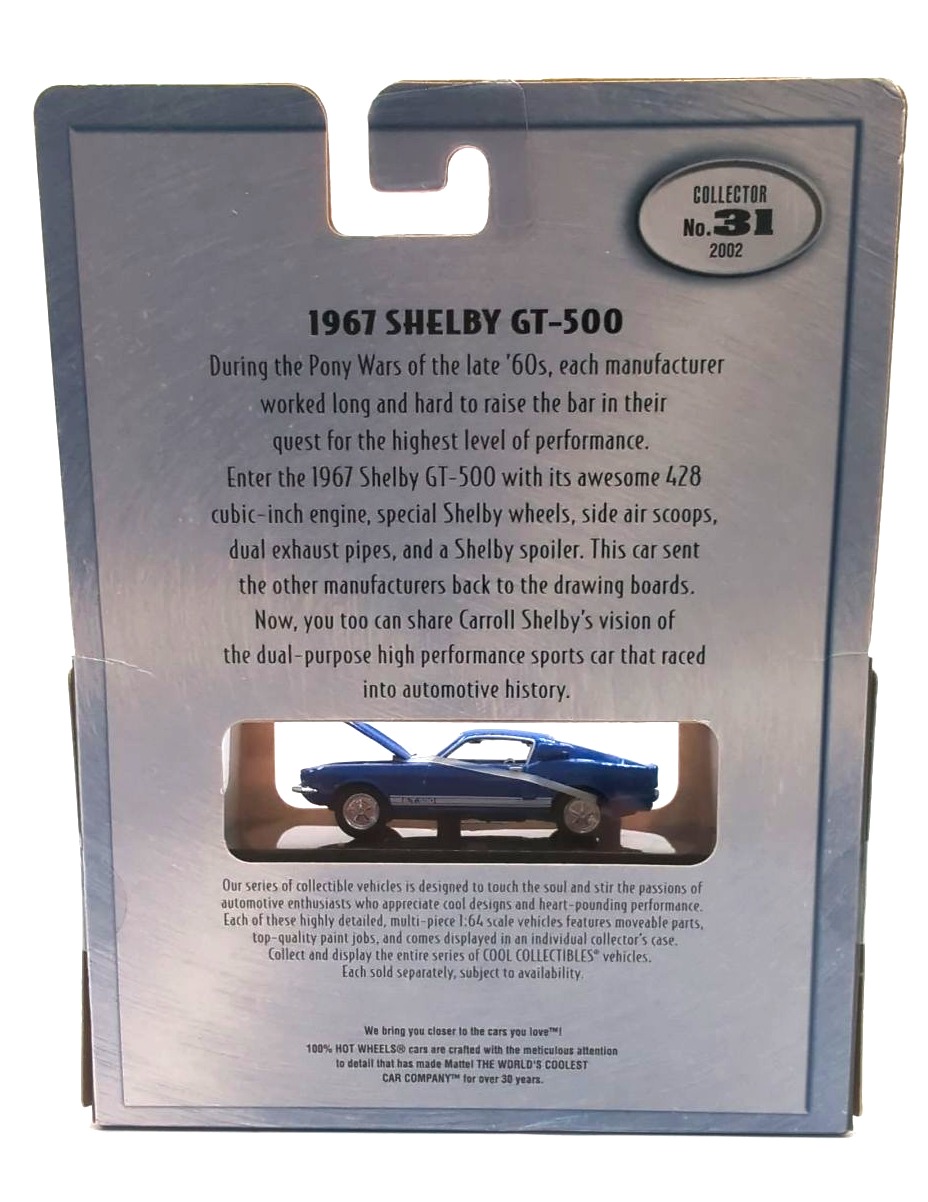 COLLECTOR
No.31
2002
1967 SHELBY GT-500
During the Pony Wars of the late '60s, each manufacturer
worked long and hard to raise the bar in their
quest for the highest level of performance.
Enter the 1967 Shelby GT-500 with its awesome 428
cubic-inch engine, special Shelby wheels, side air scoops,
dual exhaust pipes, and a Shelby spoiler. This car sent
the other manufacturers back to the drawing boards.
Now, you too can share Carroll Shelby's vision of
the dual-purpose high performance sports car that raced
into automotive history.
Our series of collectible vehicles is designed to touch the soul and stir the passions of
automotive enthusiasts who appreciate cool designs and heart-pounding performance.
Each of these highly detailed, multi-piece 1:64 scale vehicles features moveable parts,
top-quality paint jobs, and comes displayed in an individual collector's case.
Collect and display the entire series of COOL COLLECTIBLES® vehicles.
Each sold separately, subject to availability.
We bring you closer to the cars you love™!
100% HOT WHEELS® cars are crafted with the meticulous attention
to detail that has made Mattel THE WORLD'S COOLEST
CAR COMPANY™ for over 30 years.